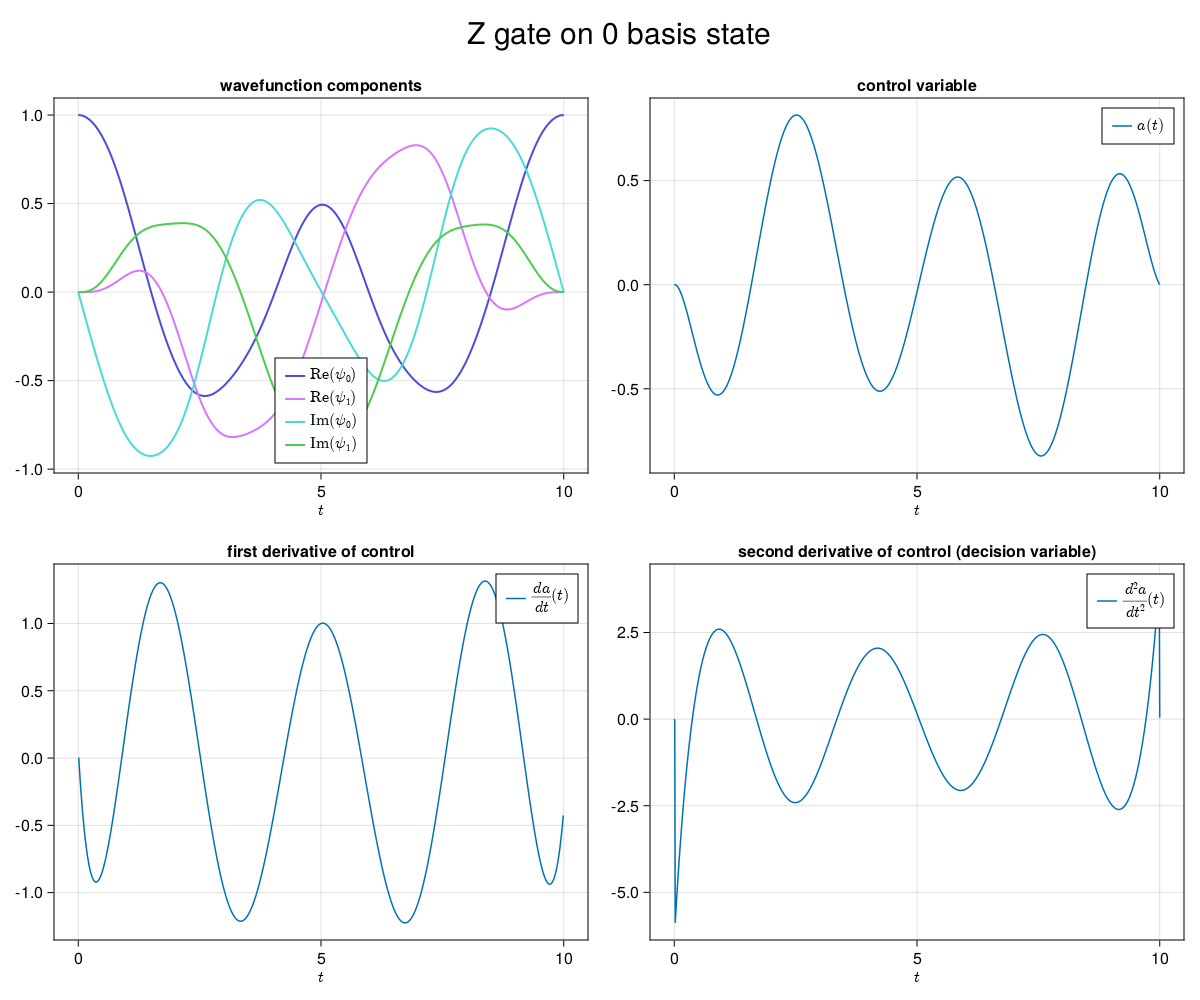 Z gate on 0 basis state
wavefunction components
1.0
0.5
0.0
-0.5
-1.0
Re(ψ₀)
Re(ψ₁)
Im(ψ₀)
Im(ψ₁)
0 5 10
t
control variable
a(t)
0.5
0.0
-0.5
0 5 10
t
first derivative of control
da/dt (t)
1.0
0.5
0.0
-0.5
-1.0
0 5 10
t
second derivative of control (decision variable)
d²a/dt² (t)
2.5
0.0
-2.5
-5.0
0 5 10
t